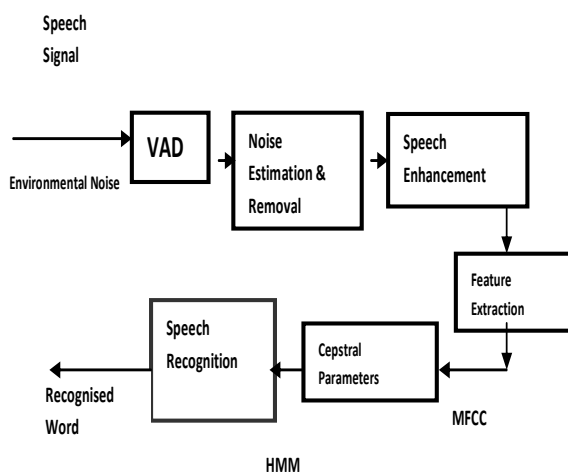 Speech
Signal
Environmental Noise
VAD
Noise
Estimation &
Removal
Speech
Enhancement
Feature
Extraction
MFCC
Cepstral
Parameters
Speech
Recognition
HMM
Recognised
Word